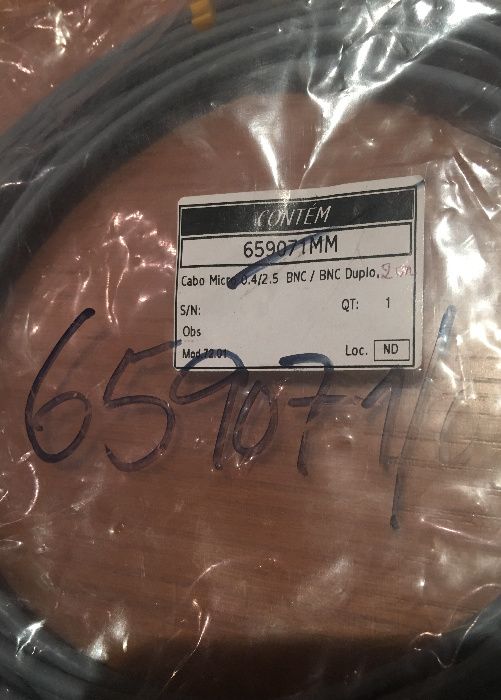 CONTÉM
659071MM
Cabo Micro 0.4/2.5 BNC / BNC Duplo,
S/N: QT: 1
Obs
Mod.72.01 Loc. ND
659071